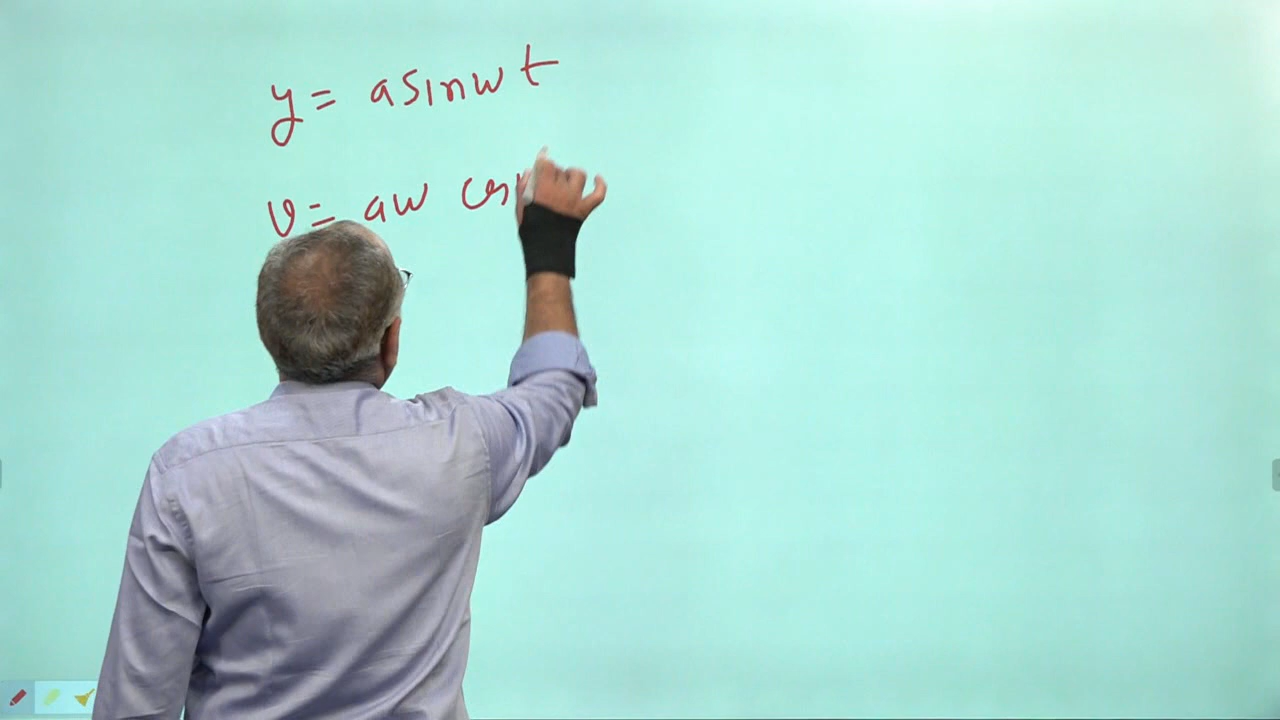 y = a sin w t
v = aw cos